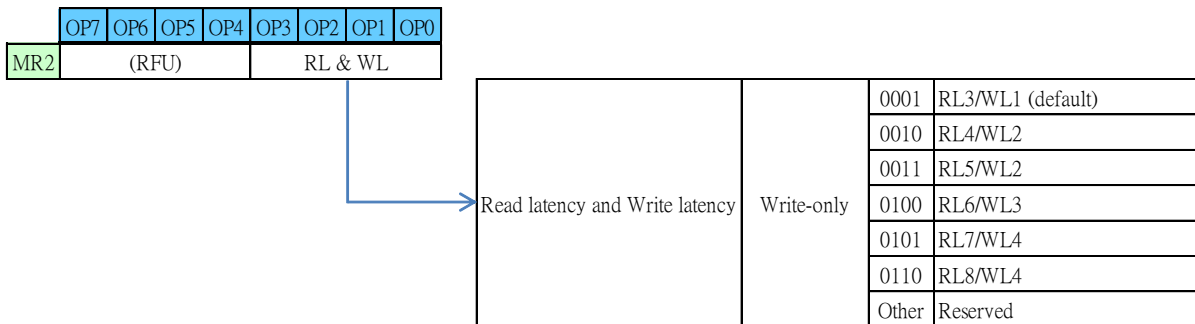 OP7 OP6 OP5 OP4 OP3 OP2 OP1 OP0
MR2 (RFU) RL & WL
0001 RL3/WL1 (default)
0010 RL4/WL2
0011 RL5/WL2
Read latency and Write latency Write-only 0100 RL6/WL3
0101 RL7/WL4
0110 RL8/WL4
Other Reserved